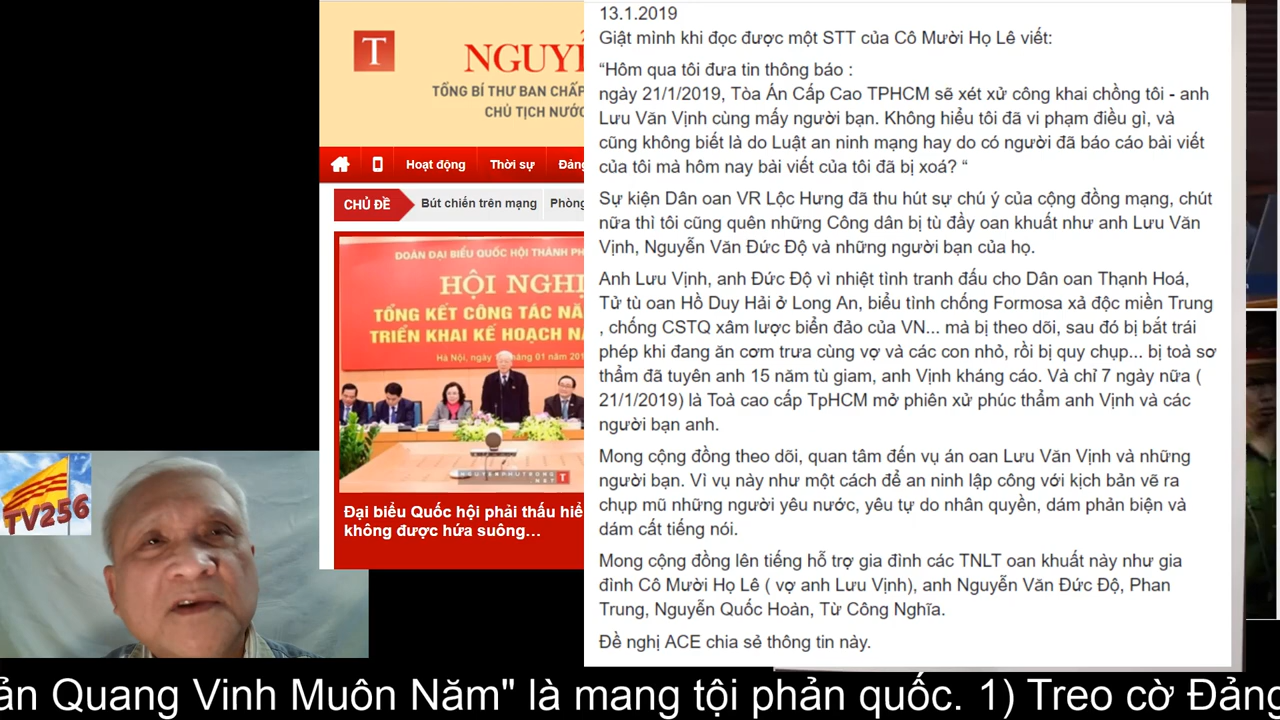 T
NGUYỄ
TỔNG BÍ THƯ BAN CHẤP
CHỦ TỊCH NƯỚC
Hoạt động
Thời sự
Đảng
CHỦ ĐỀ
Bút chiến trên mạng
Phòng
ĐOÀN ĐẠI BIỂU QUỐC HỘI THÀNH PH
HỘI NGHỊ
TỔNG KẾT CÔNG TÁC NĂ
TRIỂN KHAI KẾ HOẠCH NĂ
NGUYENPHUTRONG
NET
T
Đại biểu Quốc hội phải thấu hiể
không được hứa suông…
TV256
13.1.2019
Giật mình khi đọc được một STT của Cô Mười Họ Lê viết:
“Hôm qua tôi đưa tin thông báo :
ngày 21/1/2019, Tòa Án Cấp Cao TPHCM sẽ xét xử công khai chồng tôi - anh
Lưu Văn Vịnh cùng mấy người bạn. Không hiểu tôi đã vi phạm điều gì, và
cũng không biết là do Luật an ninh mạng hay do có người đã báo cáo bài viết
của tôi mà hôm nay bài viết của tôi đã bị xoá? “
Sự kiện Dân oan VR Lộc Hưng đã thu hút sự chú ý của cộng đồng mạng, chút
nữa thì tôi cũng quên những Công dân bị tù đầy oan khuất như anh Lưu Văn
Vịnh, Nguyễn Văn Đức Độ và những người bạn của họ.
Anh Lưu Vịnh, anh Đức Độ vì nhiệt tình tranh đấu cho Dân oan Thạnh Hoá,
Tử tù oan Hồ Duy Hải ở Long An, biểu tình chống Formosa xả độc miền Trung
, chống CSTQ xâm lược biển đảo của VN... mà bị theo dõi, sau đó bị bắt trái
phép khi đang ăn cơm trưa cùng vợ và các con nhỏ, rồi bị quy chụp... bị toà sơ
thẩm đã tuyên anh 15 năm tù giam, anh Vịnh kháng cáo. Và chỉ 7 ngày nữa (
21/1/2019) là Toà cao cấp TpHCM mở phiên xử phúc thẩm anh Vịnh và các
người bạn anh.
Mong cộng đồng theo dõi, quan tâm đến vụ án oan Lưu Văn Vịnh và những
người bạn. Vì vụ này như một cách để an ninh lập công với kịch bản vẽ ra
chụp mũ những người yêu nước, yêu tự do nhân quyền, dám phản biện và
dám cất tiếng nói.
Mong cộng đồng lên tiếng hỗ trợ gia đình các TNLT oan khuất này như gia
đình Cô Mười Họ Lê ( vợ anh Lưu Vịnh), anh Nguyễn Văn Đức Độ, Phan
Trung, Nguyễn Quốc Hoàn, Từ Công Nghĩa.
Đề nghị ACE chia sẻ thông tin này.
ản Quang Vinh Muôn Năm" là mang tội phản quốc. 1) Treo cờ Đảng